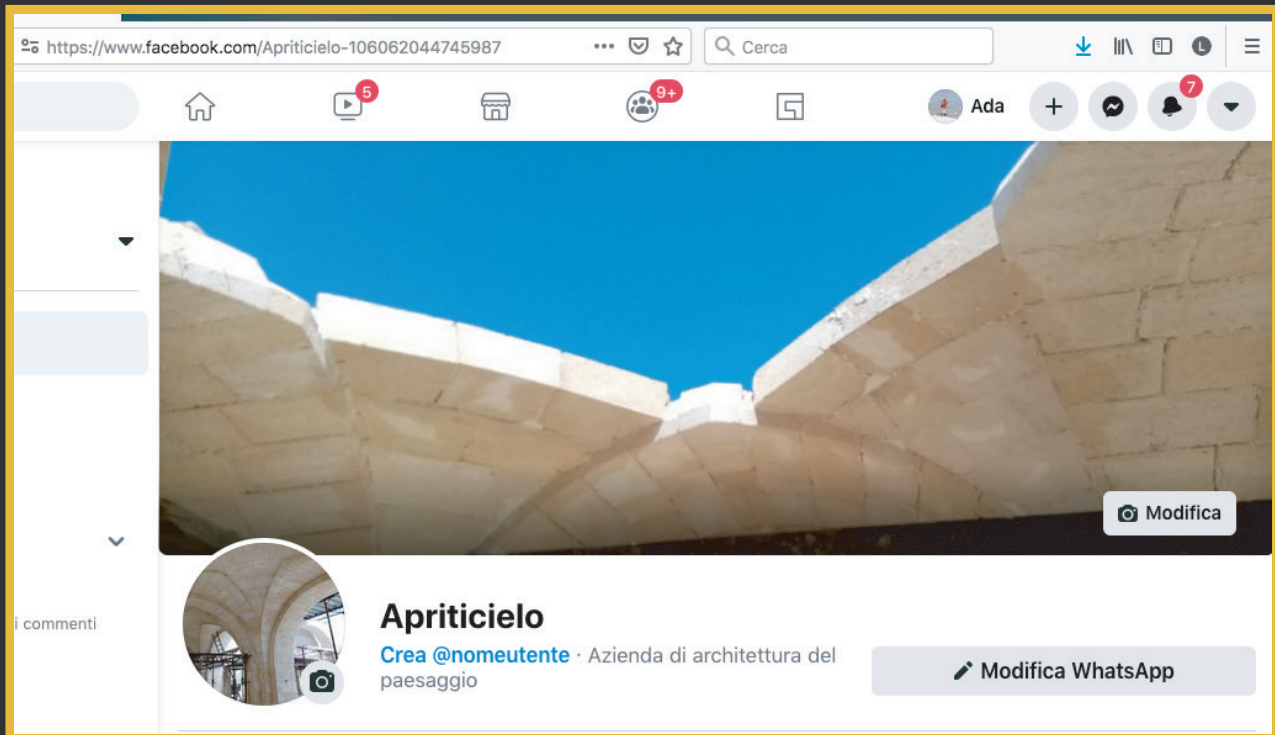 https://www.facebook.com/Apriticielo-106062044745987
Cerca
L
5
9+
Ada
7
Modifica
i commenti
Apriticielo
Crea @nomeutente · Azienda di architettura del
paesaggio
Modifica WhatsApp